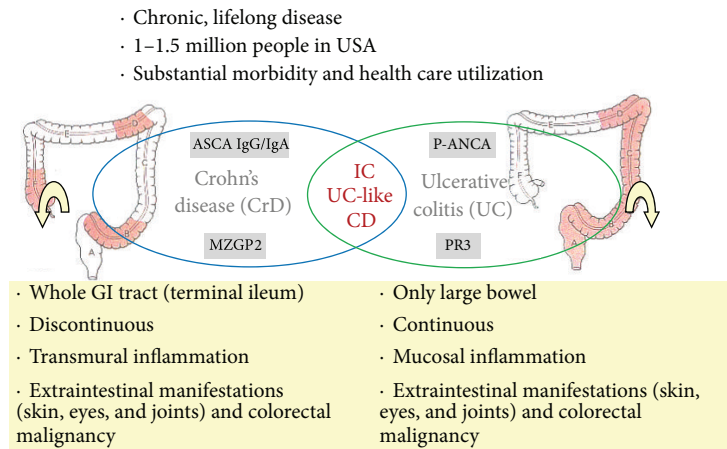 · Chronic, lifelong disease
· 1–1.5 million people in USA
· Substantial morbidity and health care utilization
E
D
C
B
A
ASCA IgG/IgA
Crohn's
disease (CrD)
MZGP2
IC
UC-like
CD
P-ANCA
Ulcerative
colitis (UC)
PR3
E
D
C
F
B
A
· Whole GI tract (terminal ileum)
· Discontinuous
· Transmural inflammation
· Extraintestinal manifestations
(skin, eyes, and joints) and colorectal
malignancy
· Only large bowel
· Continuous
· Mucosal inflammation
· Extraintestinal manifestations (skin,
eyes, and joints) and colorectal
malignancy